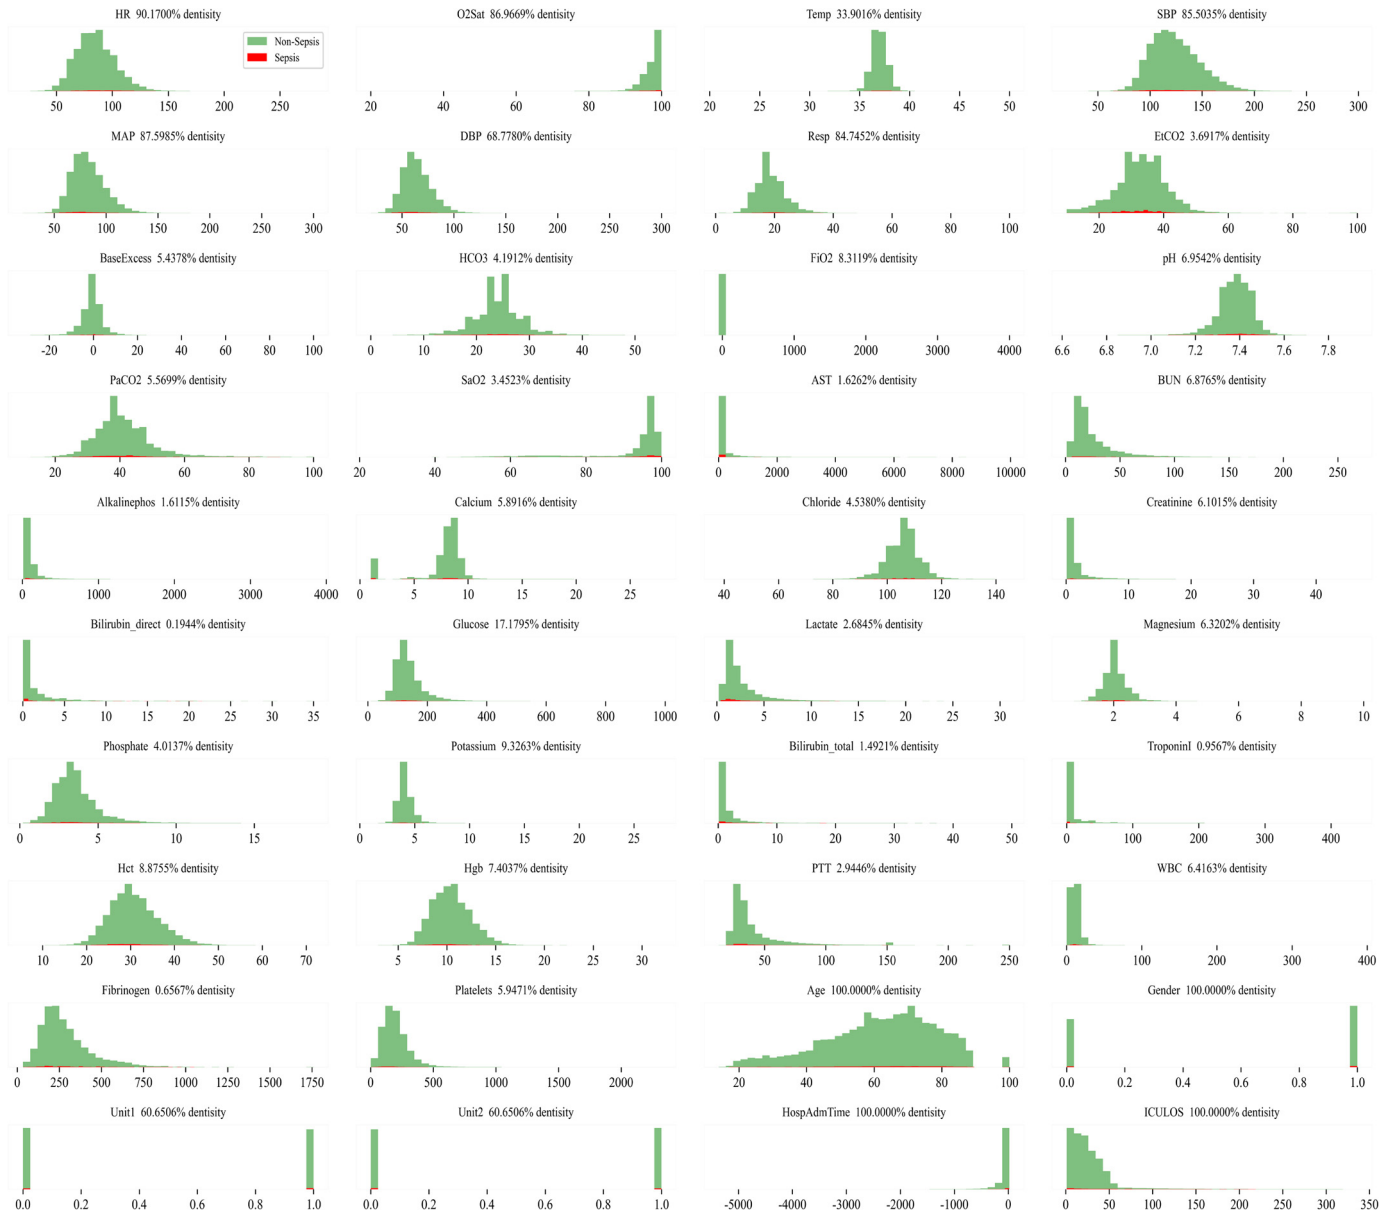 HR 90.1700% dentisity
O2Sat 86.9669% dentisity
Temp 33.9016% dentisity
SBP 85.5035% dentisity
Non-Sepsis
Sepsis
50 100 150 200 250
20 40 60 80 100
20 25 30 35 40 45 50
50 100 150 200 250 300
MAP 87.5985% dentisity
DBP 68.7780% dentisity
Resp 84.7452% dentisity
EtCO2 3.6917% dentisity
50 100 150 200 250 300
50 100 150 200 250 300
0 20 40 60 80 100
20 40 60 80 100
BaseExcess 5.4378% dentisity
HCO3 4.1912% dentisity
FiO2 8.3119% dentisity
pH 6.9542% dentisity
-20 0 20 40 60 80 100
0 10 20 30 40 50
0 1000 2000 3000 4000
6.6 6.8 7.0 7.2 7.4 7.6 7.8
PaCO2 5.5699% dentisity
SaO2 3.4523% dentisity
AST 1.6262% dentisity
BUN 6.8765% dentisity
20 40 60 80 100
20 40 60 80 100
0 2000 4000 6000 8000 10000
0 50 100 150 200 250
Alkalinephos 1.6115% dentisity
Calcium 5.8916% dentisity
Chloride 4.5380% dentisity
Creatinine 6.1015% dentisity
0 1000 2000 3000 4000
0 5 10 15 20 25
40 60 80 100 120 140
0 10 20 30 40
Bilirubin_direct 0.1944% dentisity
Glucose 17.1795% dentisity
Lactate 2.6845% dentisity
Magnesium 6.3202% dentisity
0 5 10 15 20 25 30 35
0 200 400 600 800 1000
0 5 10 15 20 25 30
2 4 6 8 10
Phosphate 4.0137% dentisity
Potassium 9.3263% dentisity
Bilirubin_total 1.4921% dentisity
TroponinI 0.9567% dentisity
0 5 10 15
0 5 10 15 20 25
0 10 20 30 40 50
0 100 200 300 400
Hct 8.8755% dentisity
Hgb 7.4037% dentisity
PTT 2.9446% dentisity
WBC 6.4163% dentisity
10 20 30 40 50 60 70
5 10 15 20 25 30
50 100 150 200 250
0 100 200 300 400
Fibrinogen 0.6567% dentisity
Platelets 5.9471% dentisity
Age 100.0000% dentisity
Gender 100.0000% dentisity
0 250 500 750 1000 1250 1500 1750
0 500 1000 1500 2000
20 40 60 80 100
0.0 0.2 0.4 0.6 0.8 1.0
Unit1 60.6506% dentisity
Unit2 60.6506% dentisity
HospAdmTime 100.0000% dentisity
ICULOS 100.0000% dentisity
0.0 0.2 0.4 0.6 0.8 1.0
0.0 0.2 0.4 0.6 0.8 1.0
-5000 -4000 -3000 -2000 -1000 0
0 50 100 150 200 250 300 350